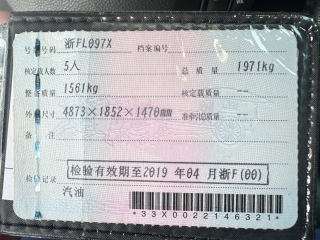 号牌号码 浙FL097X 档案编号
核定载人数 5人 总 质 量 1971kg
整备质量 1561kg 核定载质量 --
外廓尺寸 4873×1852×1470mm 准牵引总质量 --
备 注
检验有效期至2019 年04 月浙F(00)
检验记录
汽油
*33X0022146321*